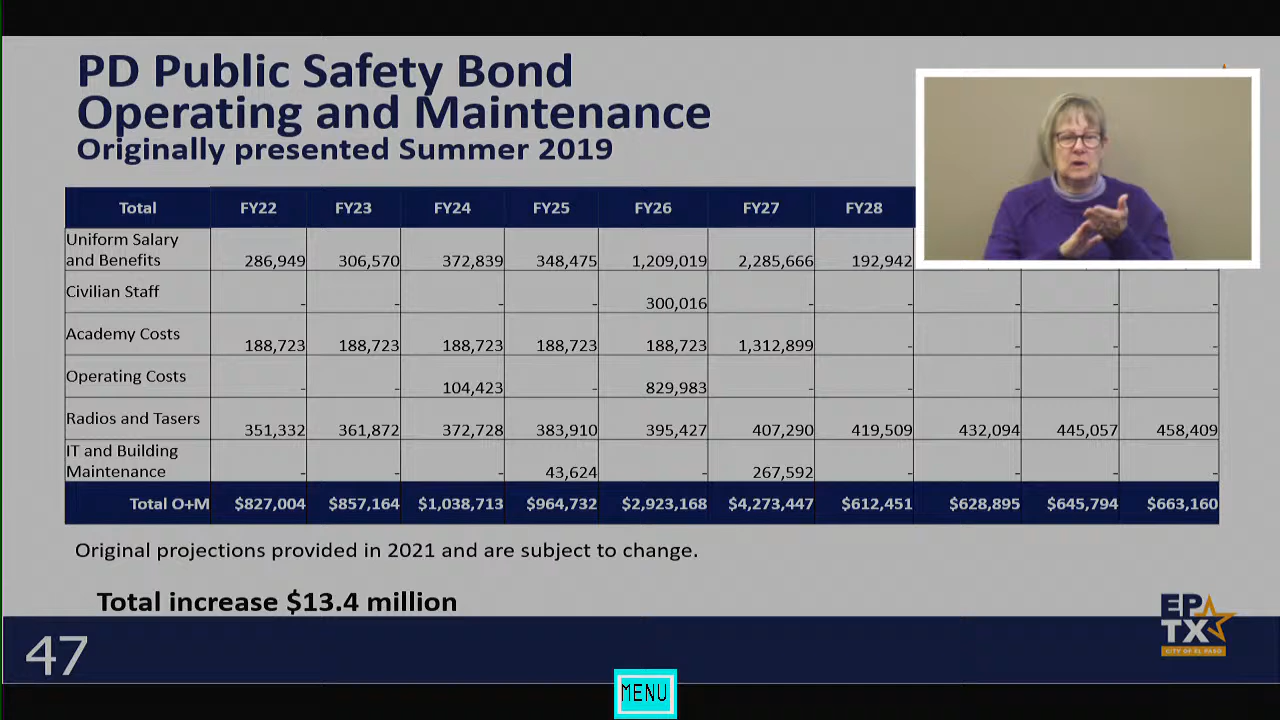 PD Public Safety Bond
Operating and Maintenance
Originally presented Summer 2019
Total FY22 FY23 FY24 FY25 FY26 FY27 FY28
Uniform Salary
and Benefits 286,949 306,570 372,839 348,475 1,209,019 2,285,666 192,942
Civilian Staff - - - - 300,016 - - - - -
Academy Costs 188,723 188,723 188,723 188,723 188,723 1,312,899 - - - -
Operating Costs - - 104,423 - 829,983 - - - - -
Radios and Tasers 351,332 361,872 372,728 383,910 395,427 407,290 419,509 432,094 445,057 458,409
IT and Building
Maintenance - - - 43,624 - 267,592 - - - -
Total O+M $827,004 $857,164 $1,038,713 $964,732 $2,923,168 $4,273,447 $612,451 $628,895 $645,794 $663,160
Original projections provided in 2021 and are subject to change.
Total increase $13.4 million
47
EP
TX
CITY OF EL PASO
MENU